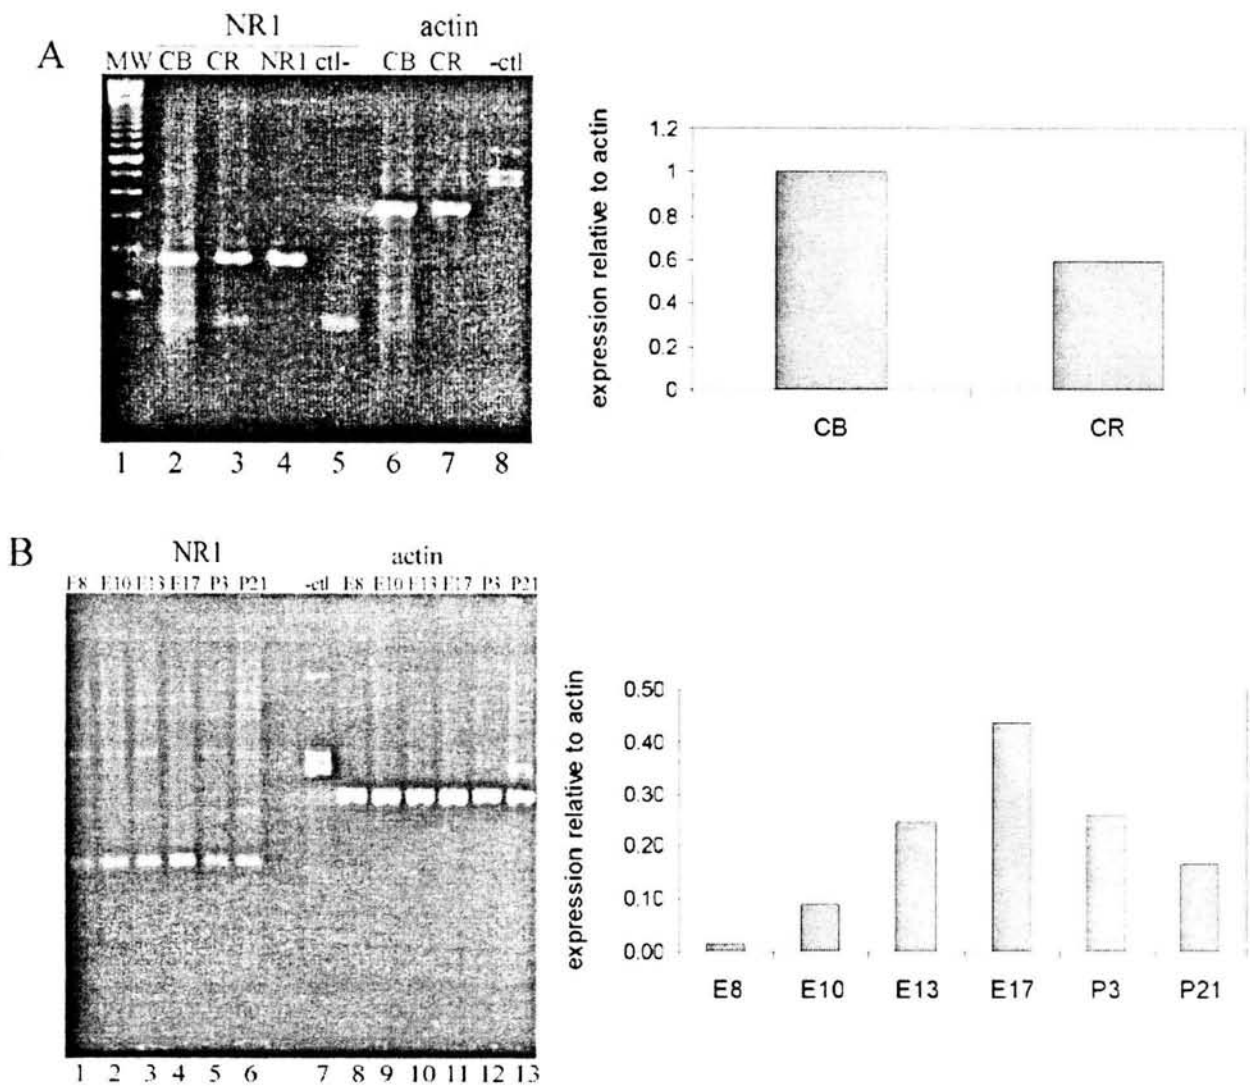 A
NR1 actin
MW CB CR NR1 ctl- CB CR -ctl
1 2 3 4 5 6 7 8
expression relative to actin
1.2
1
0.8
0.6
0.4
0.2
0
CB CR
B
NR1 actin
E8 E10 E13 E17 P3 P21 -ctl E8 E10 E13 E17 P3 P21
1 2 3 4 5 6 7 8 9 10 11 12 13
expression relative to actin
0.50
0.40
0.30
0.20
0.10
0.00
E8 E10 E13 E17 P3 P21